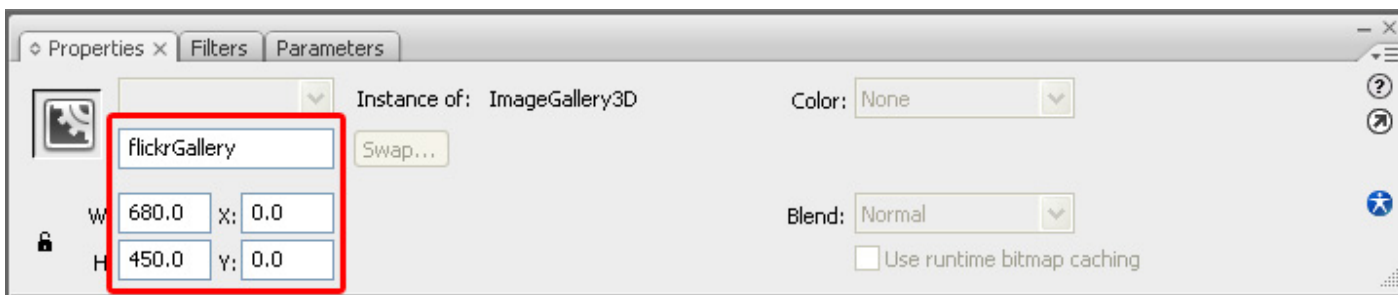 Properties Filters Parameters
Instance of: ImageGallery3D Color: None
flickrGallery Swap...
W 680.0 X: 0.0 Blend: Normal
H 450.0 Y: 0.0 Use runtime bitmap caching